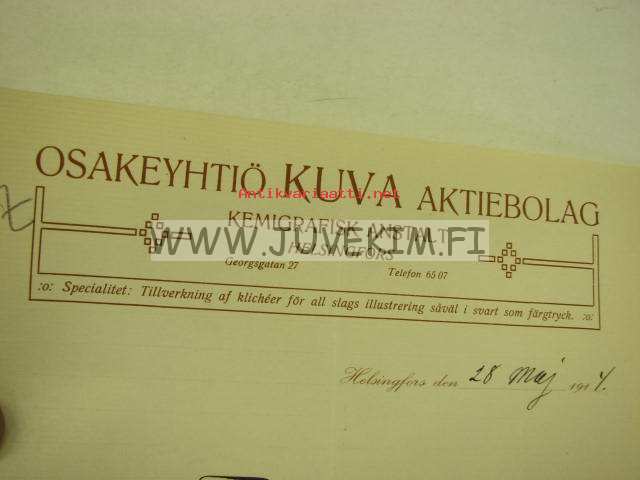 OSAKEYHTIÖ KUVA AKTIEBOLAG
Antikvariaatti.net
KEMIGRAFISK ANSTALT
WWW.JUVEKIM.FI
HELSINGFORS
Georgsgatan 27 Telefon 65 07
:o: Specialitet: Tillverkning af klichéer för all slags illustrering såväl i svart som färgtryck. :o:
Helsingfors den 28 Maj 1914.